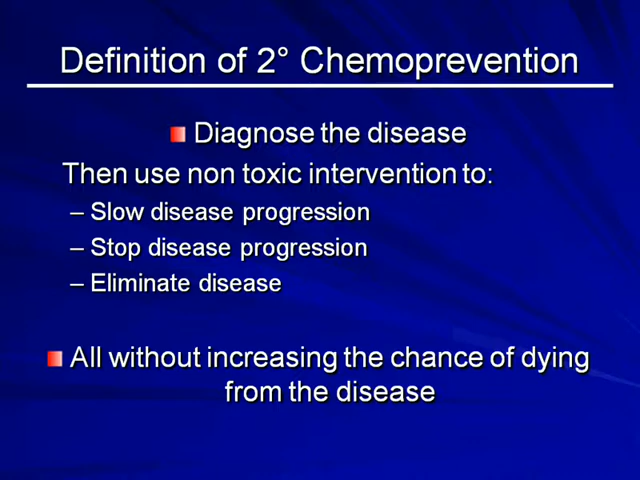 Definition of 2° Chemoprevention
Diagnose the disease
Then use non toxic intervention to:
– Slow disease progression
– Stop disease progression
– Eliminate disease
All without increasing the chance of dying
from the disease